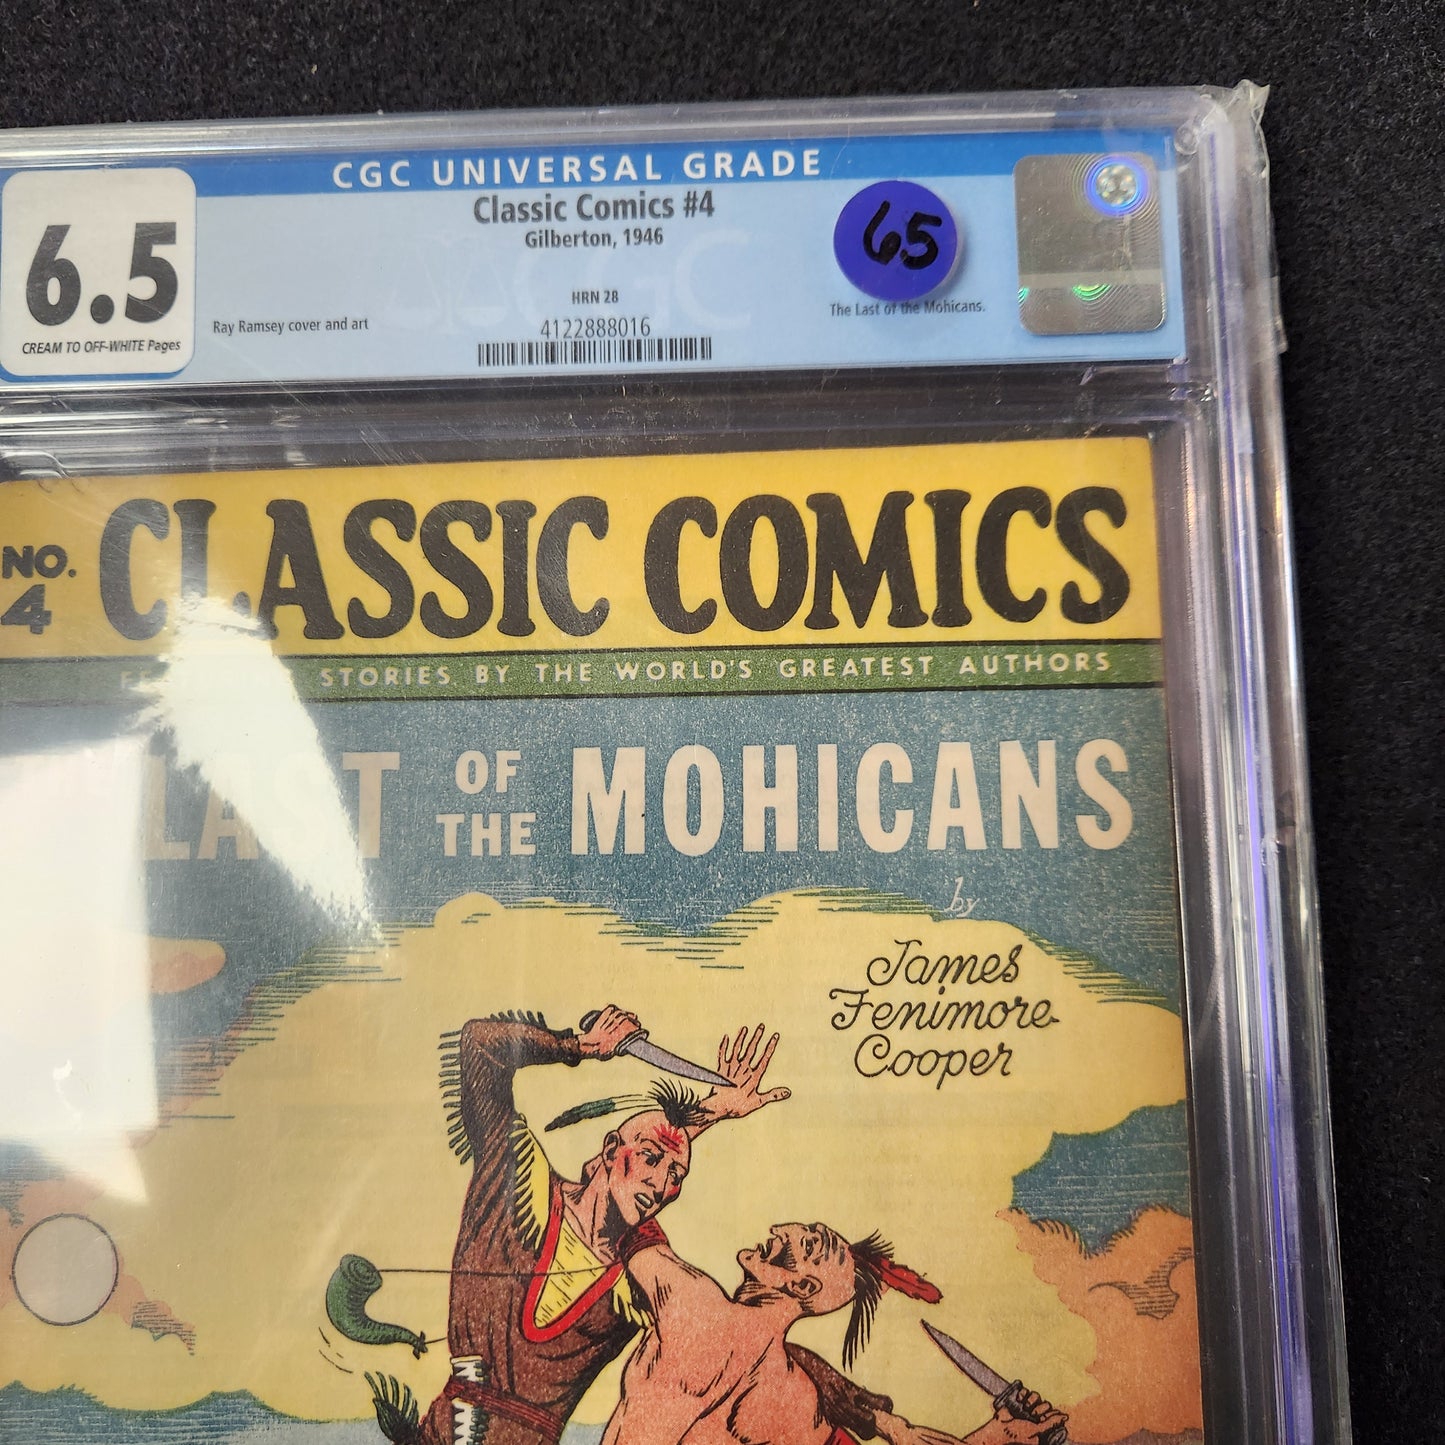 CGC UNIVERSAL GRADE
6.5
CREAM TO OFF-WHITE Pages
Classic Comics #4
Gilberton, 1946
HRN 28
Ray Ramsey cover and art
4122888016
65
The Last of the Mohicans.
CGC
NO. 4
CLASSIC COMICS
STORIES BY THE WORLD'S GREATEST AUTHORS
LAST OF THE MOHICANS
by
James
Fenimore
Cooper